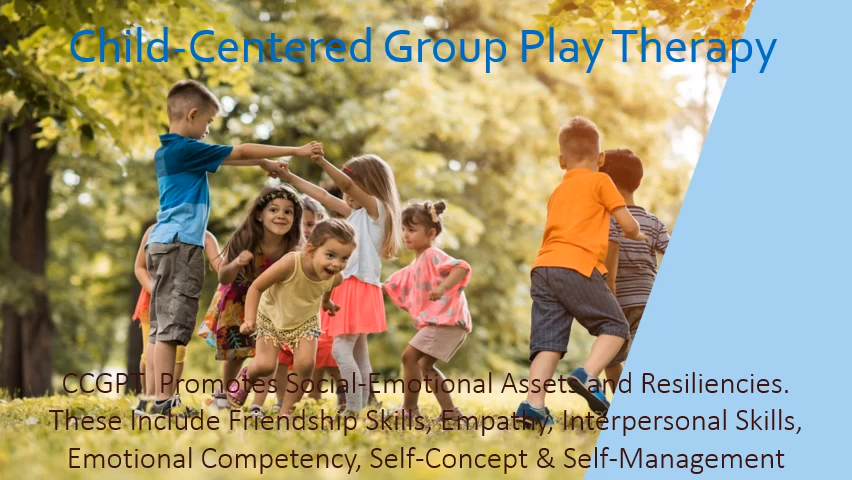 Child-Centered Group Play Therapy
CCGPT Promotes Social-Emotional Assets and Resiliencies.
These Include Friendship Skills, Empathy, Interpersonal Skills,
Emotional Competency, Self-Concept & Self-Management